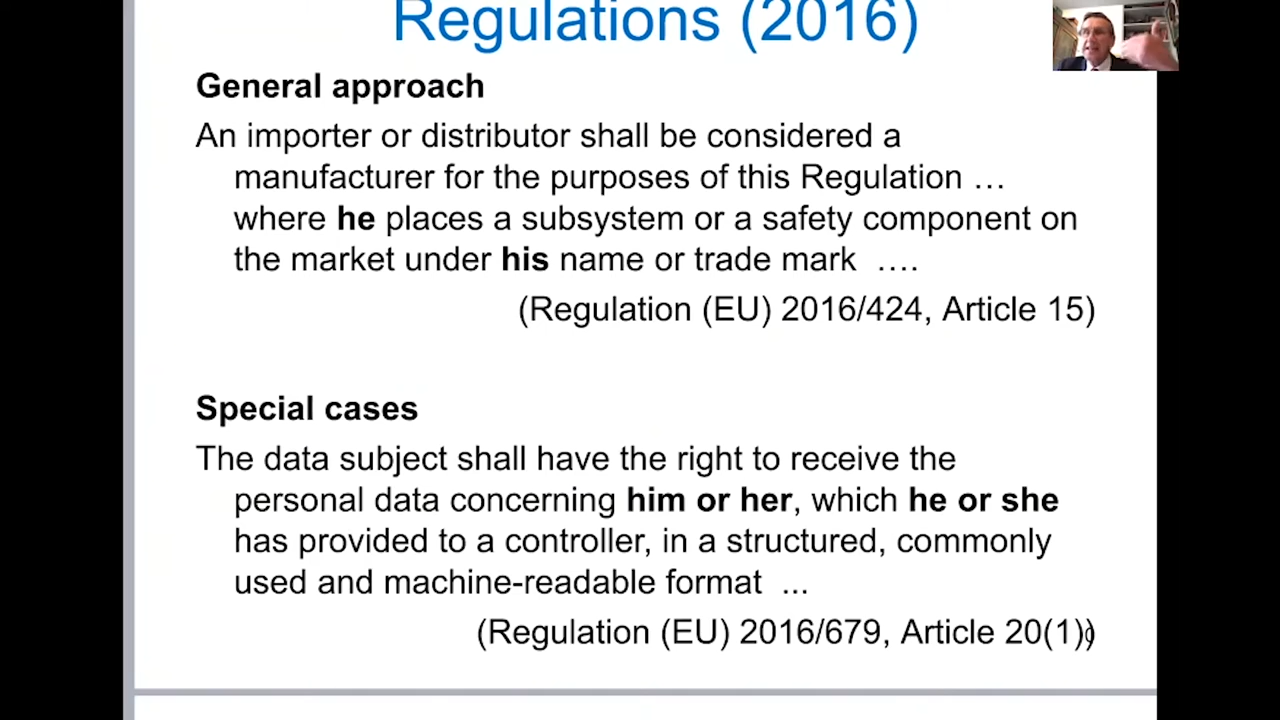 Regulations (2016)
General approach
An importer or distributor shall be considered a
manufacturer for the purposes of this Regulation …
where he places a subsystem or a safety component on
the market under his name or trade mark ….
(Regulation (EU) 2016/424, Article 15)
Special cases
The data subject shall have the right to receive the
personal data concerning him or her, which he or she
has provided to a controller, in a structured, commonly
used and machine-readable format ...
(Regulation (EU) 2016/679, Article 20(1))